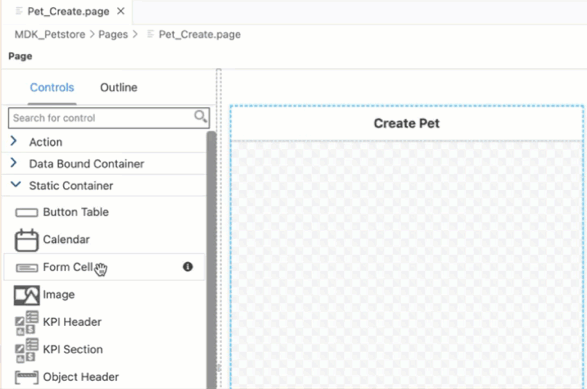 Pet_Create.page ×
MDK_Petstore > Pages > Pet_Create.page
Page
Controls Outline
Search for control
Action
Data Bound Container
Static Container
Button Table
Calendar
Form Cell
Image
KPI Header
KPI Section
Object Header
Create Pet